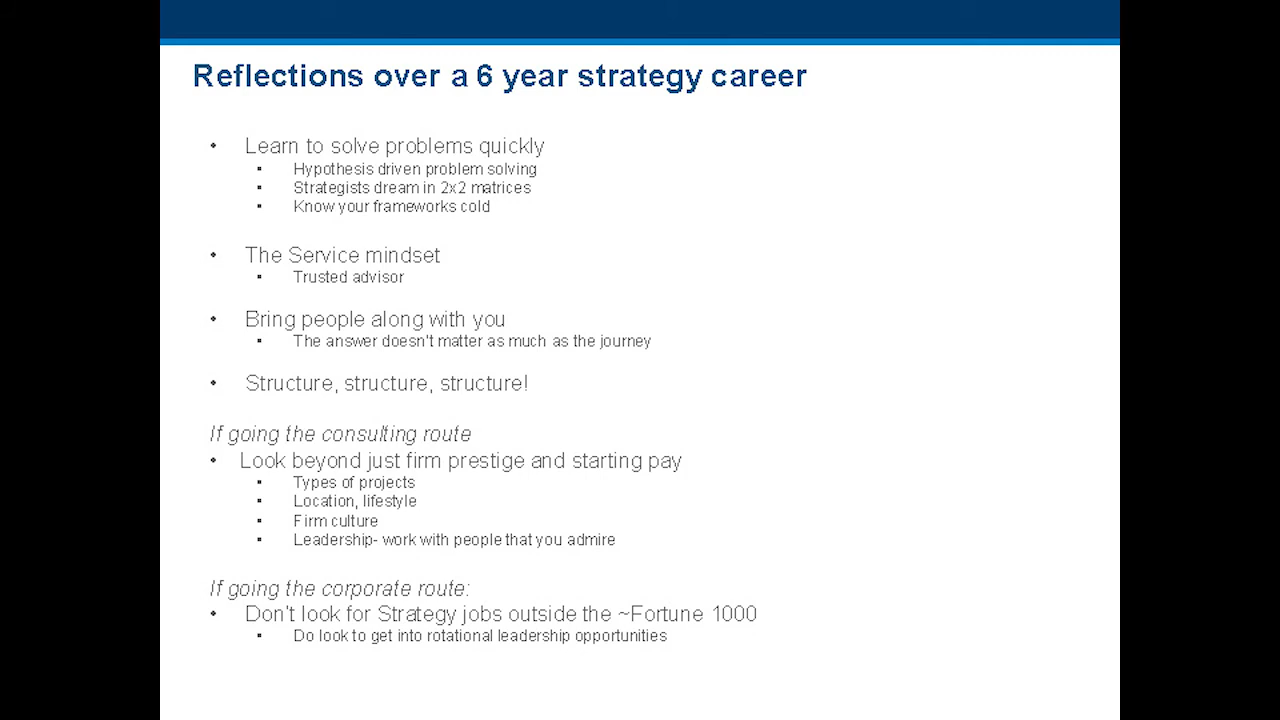 Reflections over a 6 year strategy career
• Learn to solve problems quickly
▪ Hypothesis driven problem solving
▪ Strategists dream in 2x2 matrices
▪ Know your frameworks cold
• The Service mindset
▪ Trusted advisor
• Bring people along with you
▪ The answer doesn't matter as much as the journey
• Structure, structure, structure!
If going the consulting route
• Look beyond just firm prestige and starting pay
▪ Types of projects
▪ Location, lifestyle
▪ Firm culture
▪ Leadership- work with people that you admire
If going the corporate route:
• Don't look for Strategy jobs outside the ~Fortune 1000
▪ Do look to get into rotational leadership opportunities